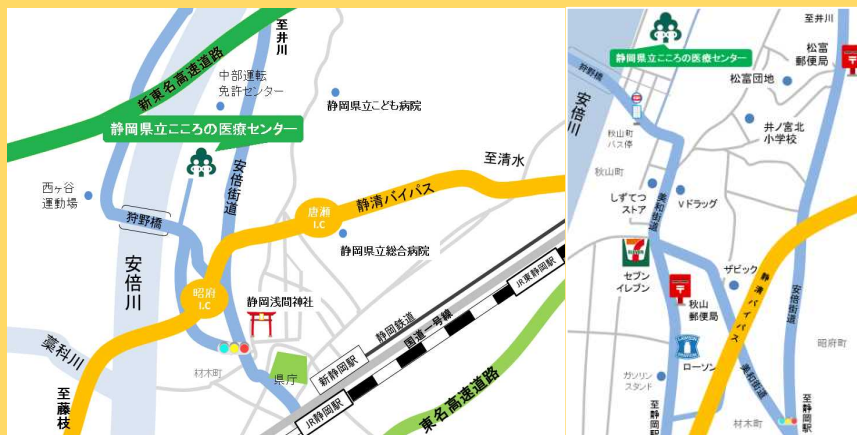 至井川
新東名高速道路
中部運転
免許センター
静岡県立こども病院
静岡県立こころの医療センター
安倍街道
至清水
西ヶ谷
運動場
狩野橋
唐瀬
I.C
静清バイパス
静岡県立総合病院
安倍川
昭府
I.C
静岡浅間神社
JR東静岡駅
静岡鉄道
国道一号線
藁科川
材木町
県庁
新静岡駅
JR静岡駅
東名高速道路
至藤枝
至井川
静岡県立こころの医療センター
松富
郵便局
松富団地
狩野橋
安倍川
秋山町
バス停
井ノ宮北
小学校
秋山町
しずてつ
ストア
Vドラッグ
美和街道
セブン
イレブン
ザビック
秋山
郵便局
静清バイパス
安倍街道
昭府町
LAWSON
ローソン
ガソリン
スタンド
美和街道
至静岡駅
材木町
至静岡駅